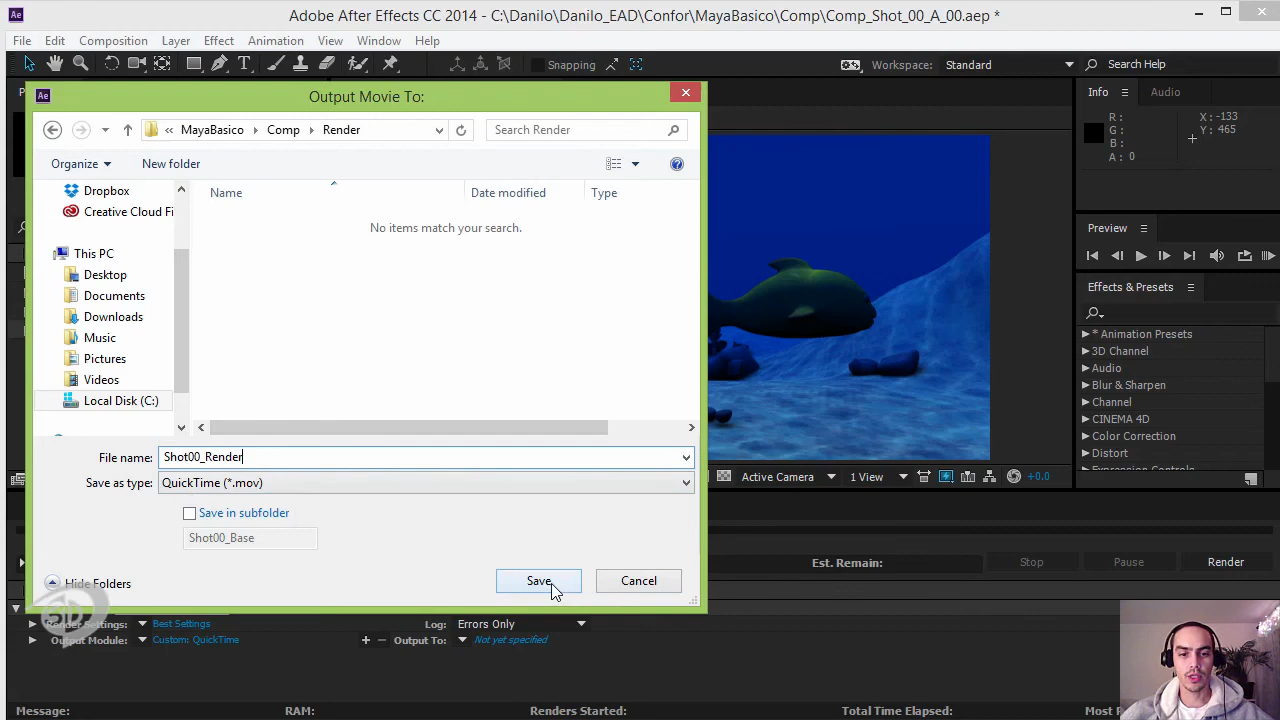 Adobe After Effects CC 2014 - C:\Danilo\Danilo_EAD\Confor\MayaBasico\Comp\Comp_Shot_00_A_00.aep *
File Edit Composition Layer Effect Animation View Window Help
Snapping
Workspace: Standard
Search Help
Output Movie To:
« MayaBasico Comp Render
Search Render
Organize
New folder
Dropbox
Creative Cloud Fi
This PC
Desktop
Documents
Downloads
Music
Pictures
Videos
Local Disk (C:)
Name
Date modified
Type
No items match your search.
File name: Shot00_Render
Save as type: QuickTime (*.mov)
Save in subfolder
Shot00_Base
Hide Folders
Save
Cancel
Info
Audio
R:
G:
B:
A: 0
X: -133
Y: 465
Preview
Effects & Presets
* Animation Presets
3D Channel
Audio
Blur & Sharpen
Channel
CINEMA 4D
Color Correction
Distort
Expression Controls
Active Camera
1 View
+0.0
Est. Remain:
Stop
Pause
Render
Render Settings: Best Settings
Log: Errors Only
Output Module: Custom: QuickTime
Output To: Not yet specified
Message:
RAM:
Renders Started:
Total Time Elapsed:
Most